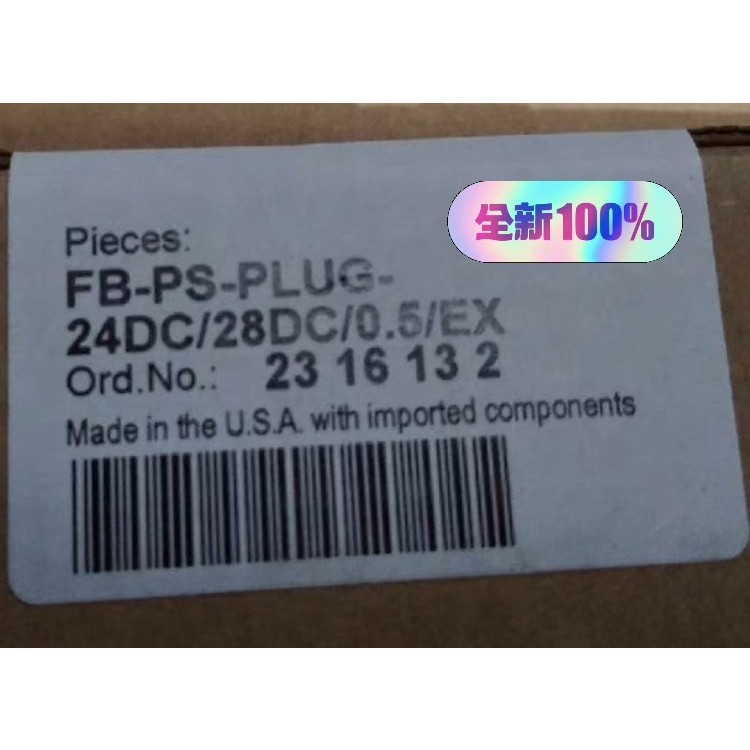 全新100%
Pieces:
FB-PS-PLUG-
24DC/28DC/0.5/EX
Ord.No.: 23 16 13 2
Made in the U.S.A. with imported components